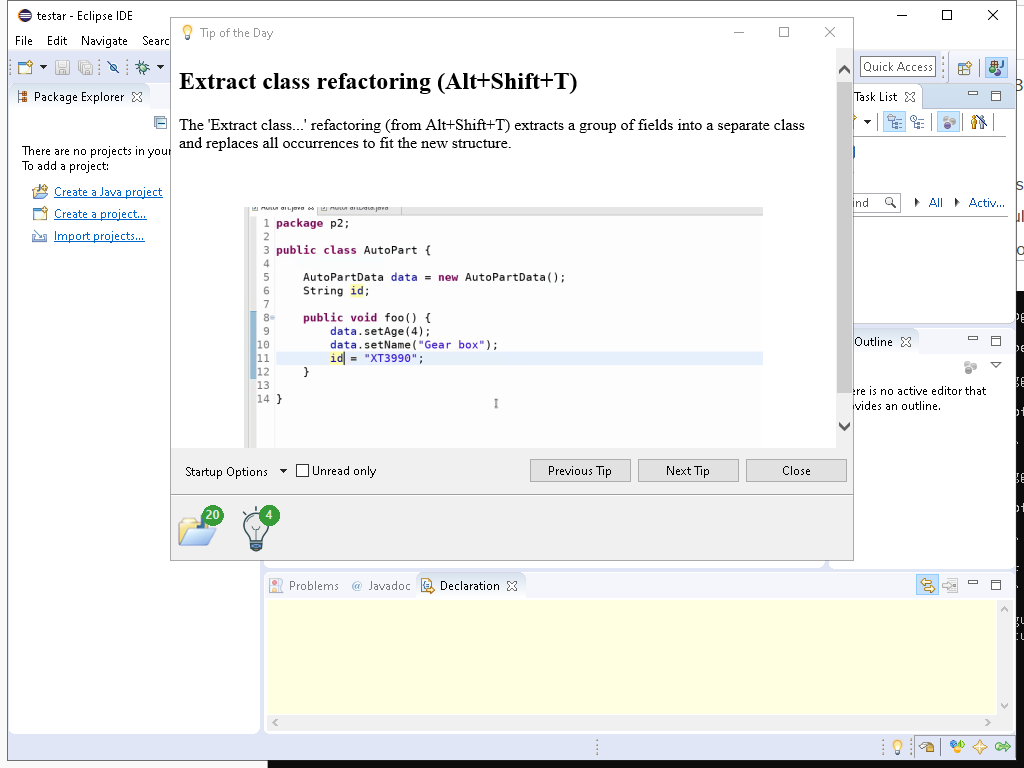 testar - Eclipse IDE
File Edit Navigate Searc
Tip of the Day
Quick Access
Package Explorer
Task List
Extract class refactoring (Alt+Shift+T)
The 'Extract class...' refactoring (from Alt+Shift+T) extracts a group of fields into a separate class
and replaces all occurrences to fit the new structure.
There are no projects in your
To add a project:
Create a Java project
Create a project...
Import projects...
All Activ...
1 package p2;
2
3 public class AutoPart {
4
5 AutoPartData data = new AutoPartData();
6 String id;
7
8 public void foo() {
9 data.setAge(4);
10 data.setName("Gear box");
11 id = "XT3990";
12 }
13
14 }
Outline
ere is no active editor that
vides an outline.
Startup Options Unread only Previous Tip Next Tip Close
20 4
Problems @ Javadoc Declaration